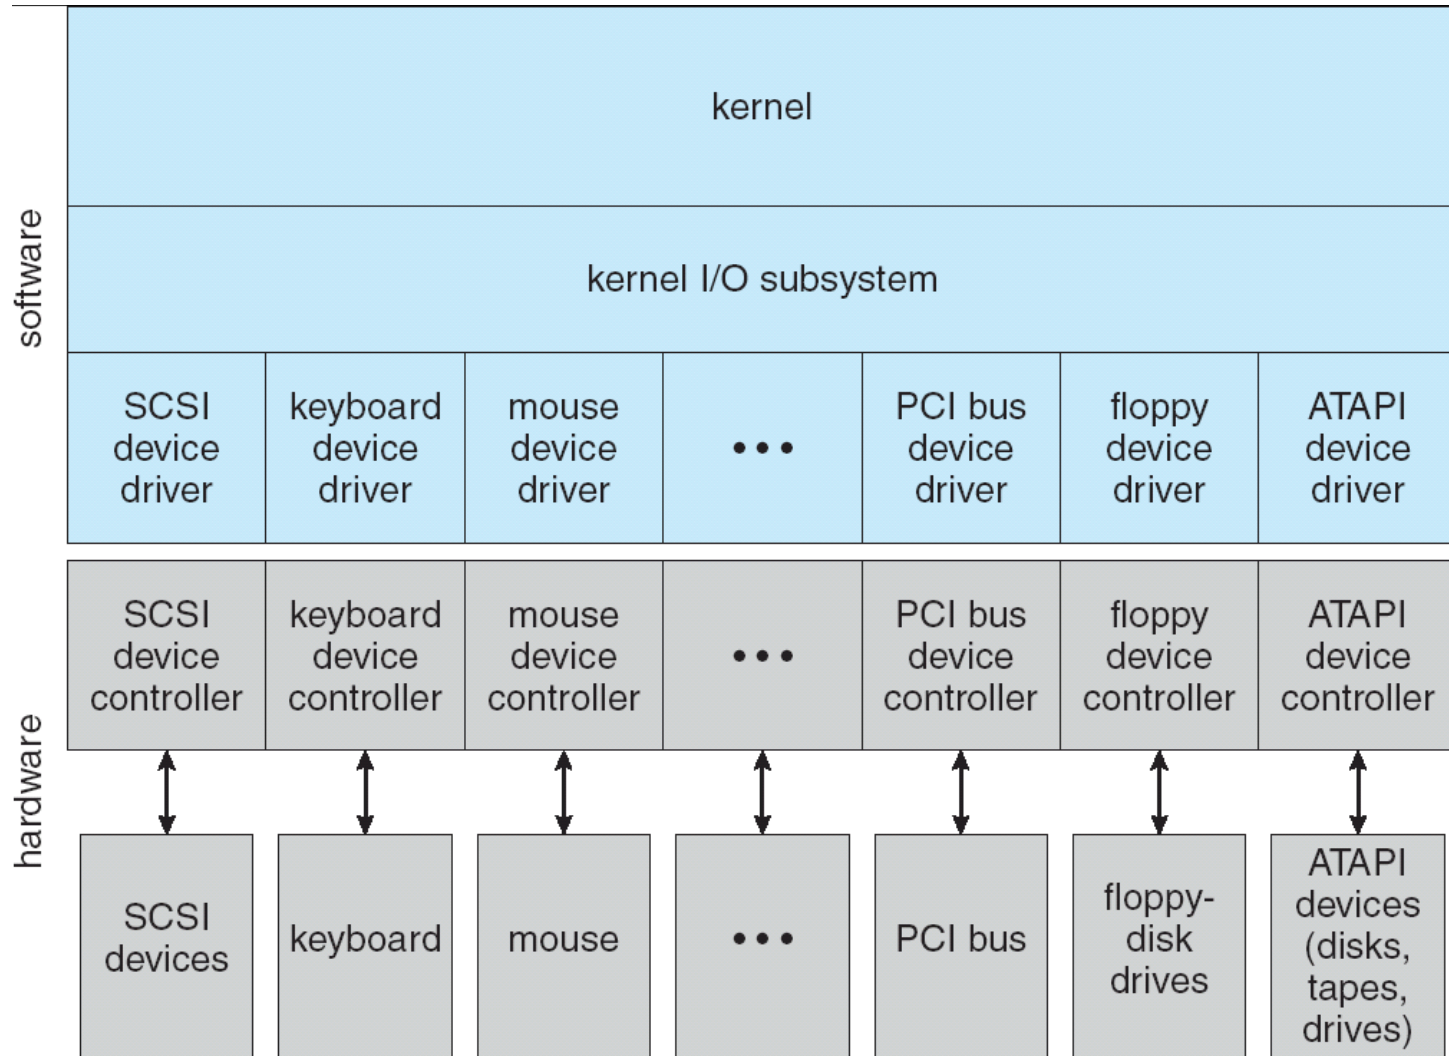 software
kernel
kernel I/O subsystem
SCSI
device
driver
keyboard
device
driver
mouse
device
driver
•••
PCI bus
device
driver
floppy
device
driver
ATAPI
device
driver
hardware
SCSI
device
controller
keyboard
device
controller
mouse
device
controller
•••
PCI bus
device
controller
floppy
device
controller
ATAPI
device
controller
SCSI
devices
keyboard
mouse
•••
PCI bus
floppy-
disk
drives
ATAPI
devices
(disks,
tapes,
drives)